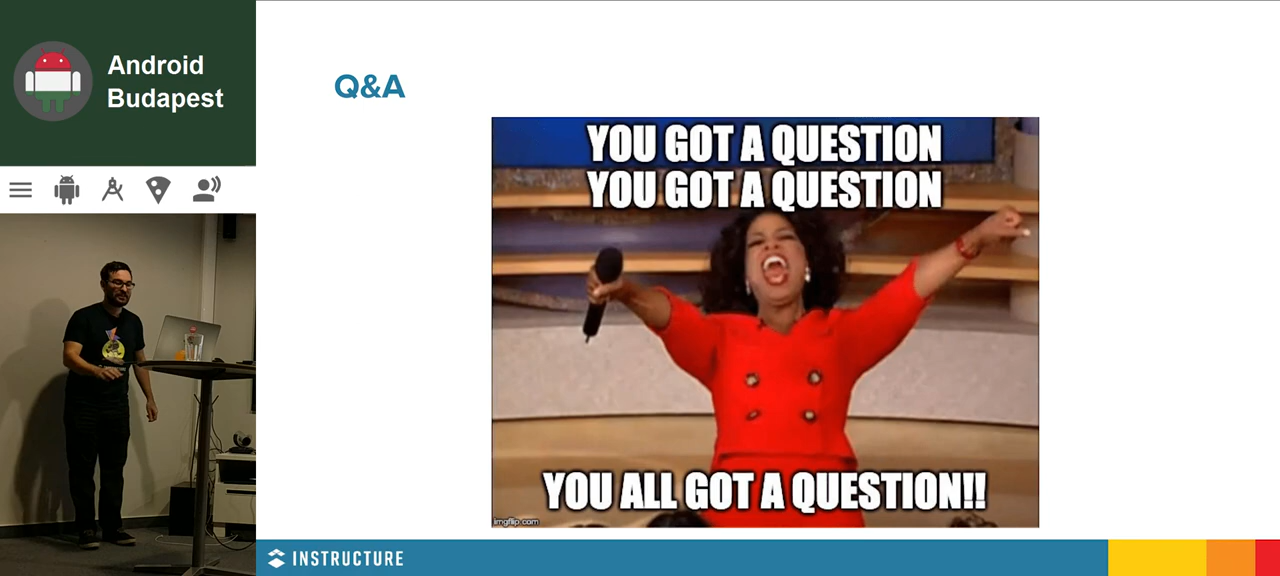 Android
Budapest
Q&A
YOU GOT A QUESTION
YOU GOT A QUESTION
YOU ALL GOT A QUESTION!!
imgflip.com
INSTRUCTURE